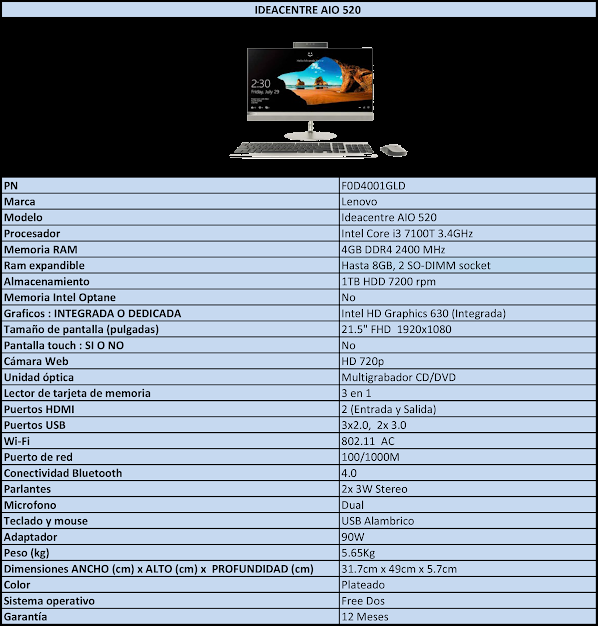 IDEACENTRE AIO 520
2:30
Friday, July 29
PN F0D4001GLD
Marca Lenovo
Modelo Ideacentre AIO 520
Procesador Intel Core i3 7100T 3.4GHz
Memoria RAM 4GB DDR4 2400 MHz
Ram expandible Hasta 8GB, 2 SO-DIMM socket
Almacenamiento 1TB HDD 7200 rpm
Memoria Intel Optane No
Graficos : INTEGRADA O DEDICADA Intel HD Graphics 630 (Integrada)
Tamaño de pantalla (pulgadas) 21.5" FHD 1920x1080
Pantalla touch : SI O NO No
Cámara Web HD 720p
Unidad óptica Multigrabador CD/DVD
Lector de tarjeta de memoria 3 en 1
Puertos HDMI 2 (Entrada y Salida)
Puertos USB 3x2.0, 2x 3.0
Wi-Fi 802.11 AC
Puerto de red 100/1000M
Conectividad Bluetooth 4.0
Parlantes 2x 3W Stereo
Microfono Dual
Teclado y mouse USB Alambrico
Adaptador 90W
Peso (kg) 5.65Kg
Dimensiones ANCHO (cm) x ALTO (cm) x PROFUNDIDAD (cm) 31.7cm x 49cm x 5.7cm
Color Plateado
Sistema operativo Free Dos
Garantía 12 Meses